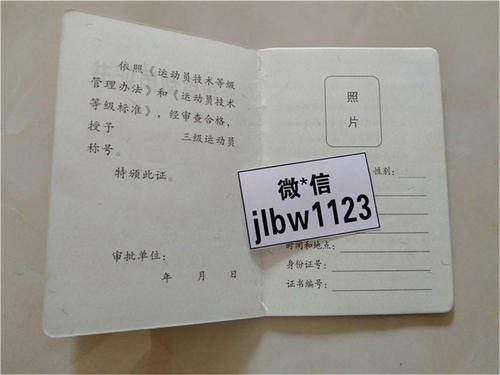 依照《运动员技术等级
管理办法》和《运动员技术
等级标准》，经审查合格，
授予 三级运动员
称号。
特颁此证。
审批单位：
年 月 日
照
片
性别：
微*信
jlbw1123
时间和地点：
身份证号：
证书编号：